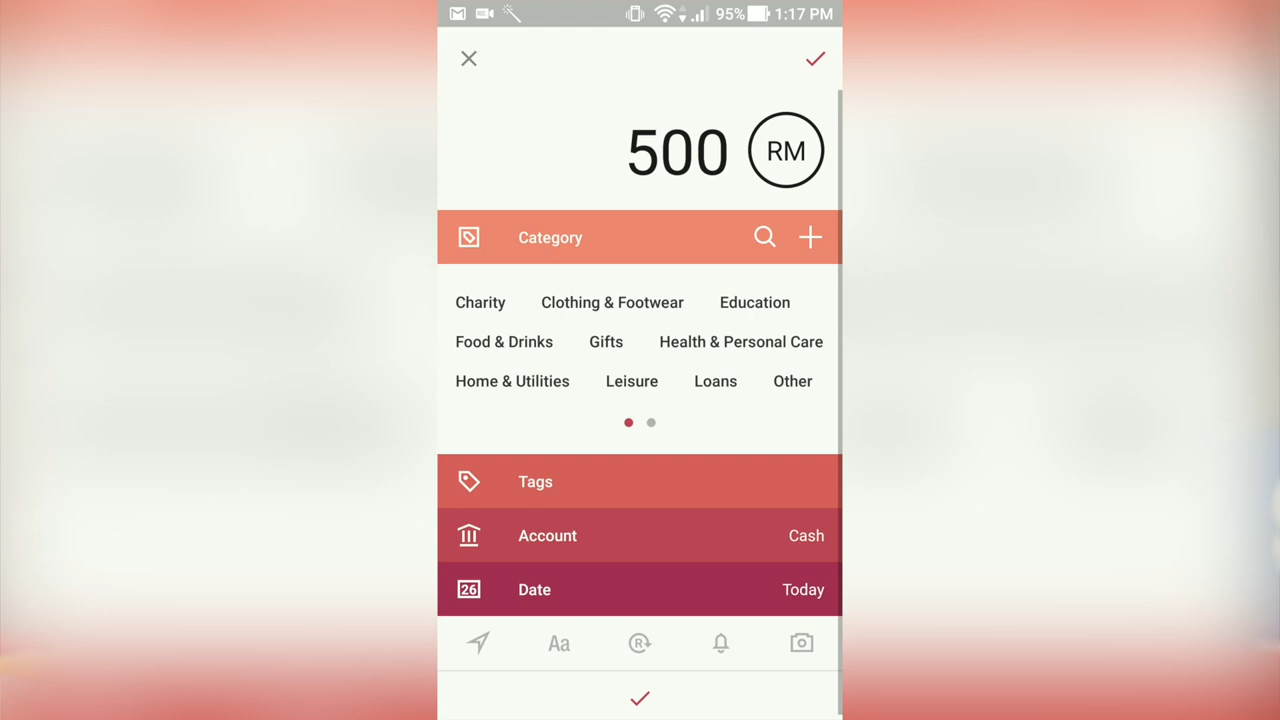 95% 1:17 PM
500 RM
Category
Charity Clothing & Footwear Education
Food & Drinks Gifts Health & Personal Care
Home & Utilities Leisure Loans Other
Tags
Account Cash
26 Date Today
Aa R